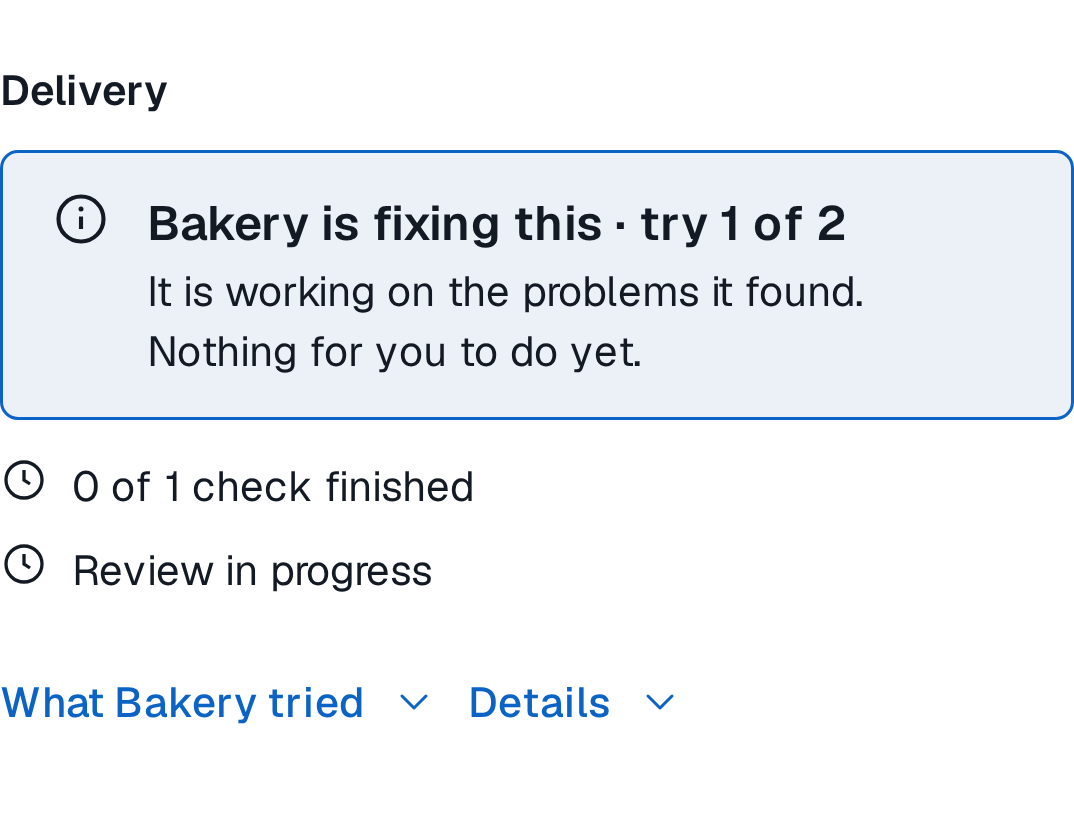 Delivery
Bakery is fixing this · try 1 of 2
It is working on the problems it found.
Nothing for you to do yet.
0 of 1 check finished
Review in progress
What Bakery tried Details